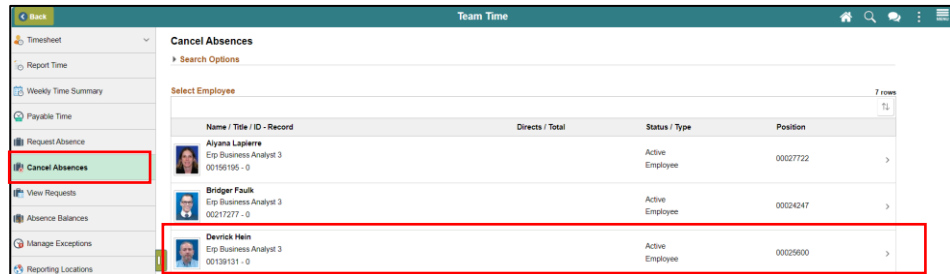 Back
Team Time
MENU
Timesheet
Report Time
Weekly Time Summary
Payable Time
Request Absence
Cancel Absences
View Requests
Absence Balances
Manage Exceptions
Reporting Locations
Cancel Absences
Search Options
Select Employee
7 rows
Name / Title / ID - Record Directs / Total Status / Type Position
Aiyana Lapierre
Erp Business Analyst 3
00156195 - 0
Active
Employee
00027722
Bridger Faulk
Erp Business Analyst 3
00217277 - 0
Active
Employee
00024247
Devrick Hein
Erp Business Analyst 3
00139131 - 0
Active
Employee
00025600